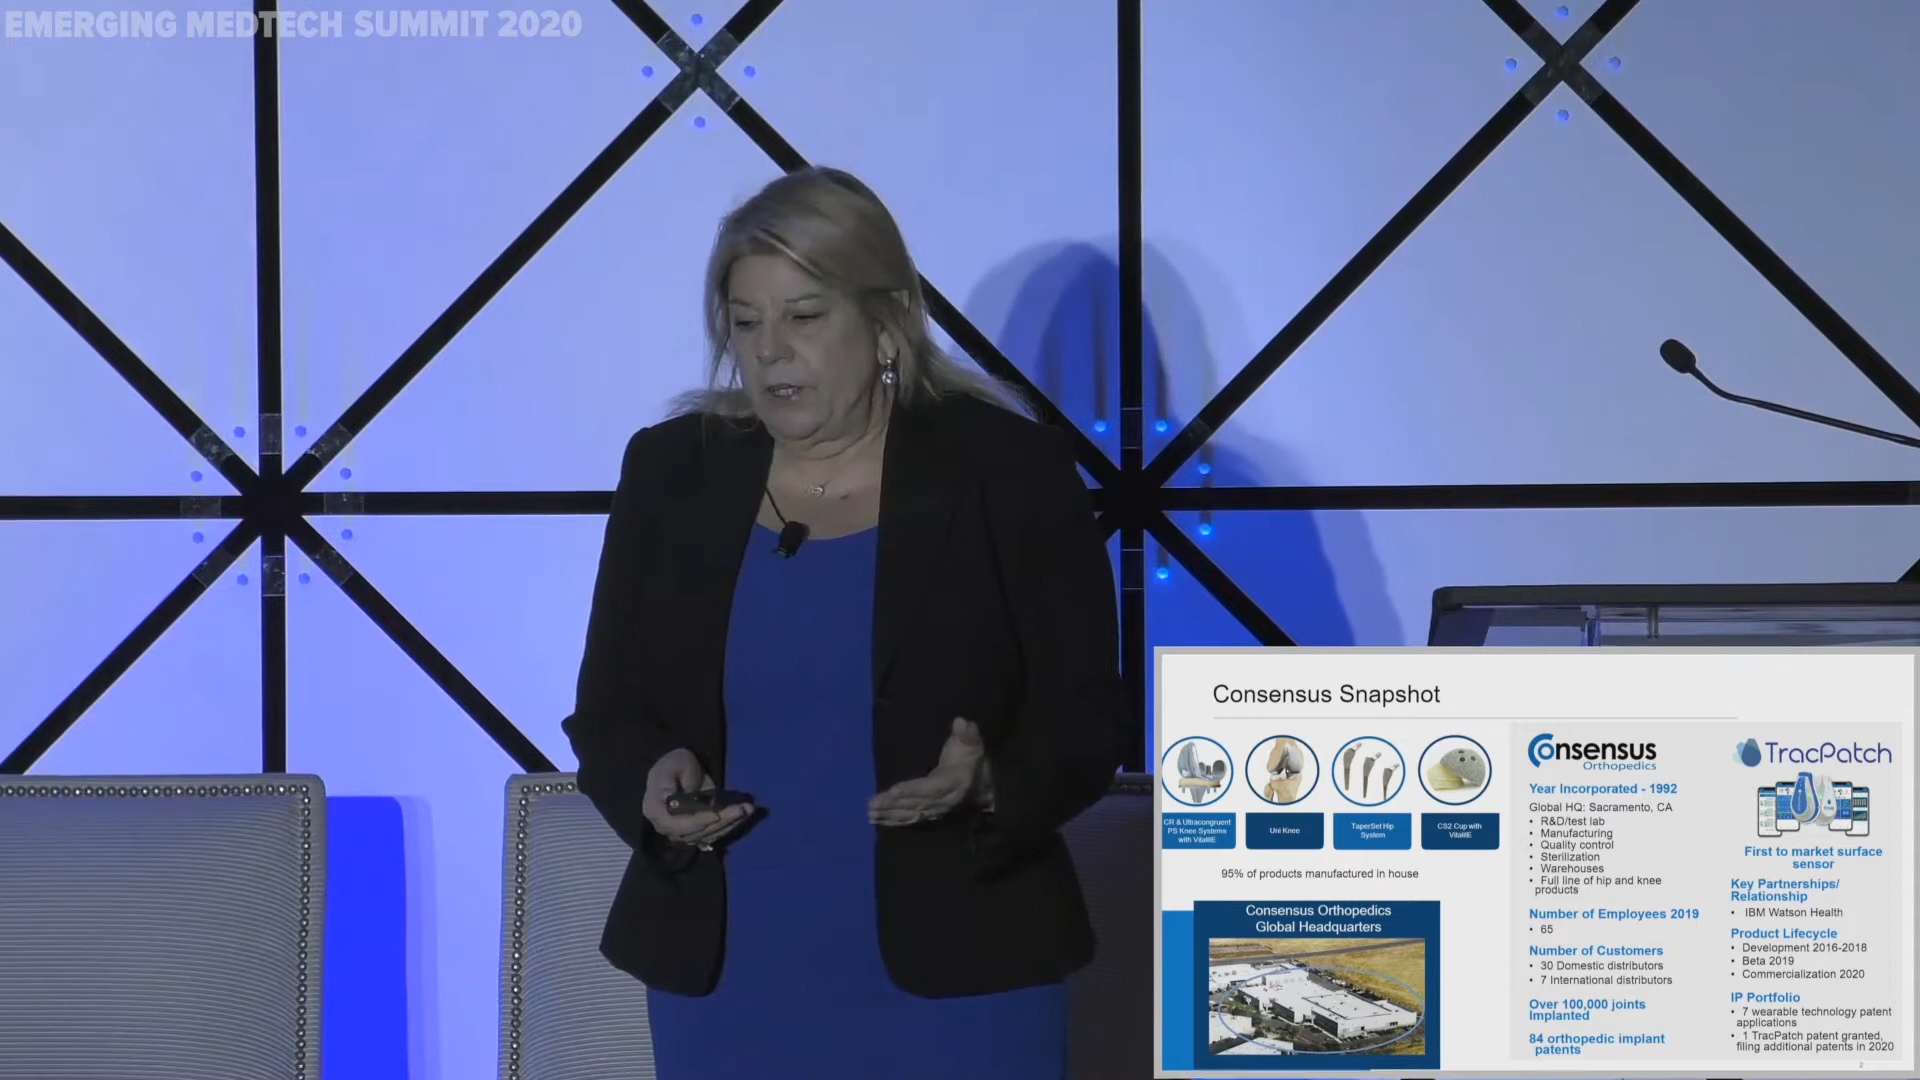 EMERGING MEDTECH SUMMIT 2020
Consensus Snapshot
CR & Ultracongruent
PS Knee Systems
with VitalitE
Uni Knee
TaperSet Hip
System
CS2 Cup with
VitalitE
95% of products manufactured in house
Consensus Orthopedics
Global Headquarters
Consensus
Orthopedics
Year Incorporated - 1992
Global HQ: Sacramento, CA
• R&D/test lab
• Manufacturing
• Quality control
• Sterilization
• Warehouses
• Full line of hip and knee
products
Number of Employees 2019
• 65
Number of Customers
• 30 Domestic distributors
• 7 International distributors
Over 100,000 joints
Implanted
84 orthopedic implant
patents
TracPatch
First to market surface
sensor
Key Partnerships/
Relationship
• IBM Watson Health
Product Lifecycle
• Development 2016-2018
• Beta 2019
• Commercialization 2020
IP Portfolio
• 7 wearable technology patent
applications
• 1 TracPatch patent granted,
filing additional patents in 2020
2